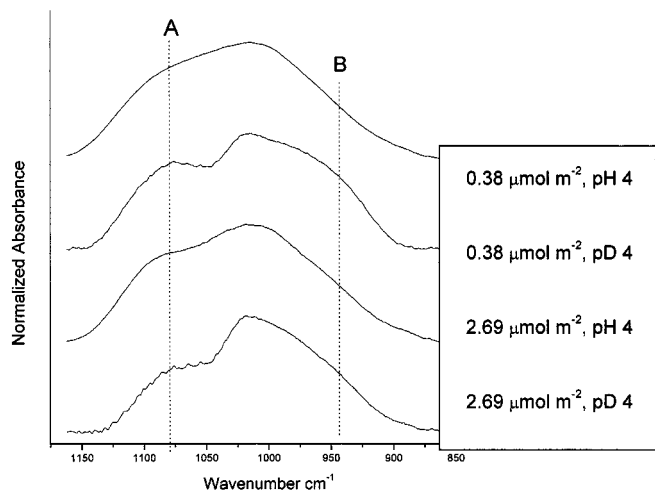 A
B
Normalized Absorbance
0.38 μmol m⁻², pH 4
0.38 μmol m⁻², pD 4
2.69 μmol m⁻², pH 4
2.69 μmol m⁻², pD 4
1150 1100 1050 1000 950 900 850
Wavenumber cm⁻¹